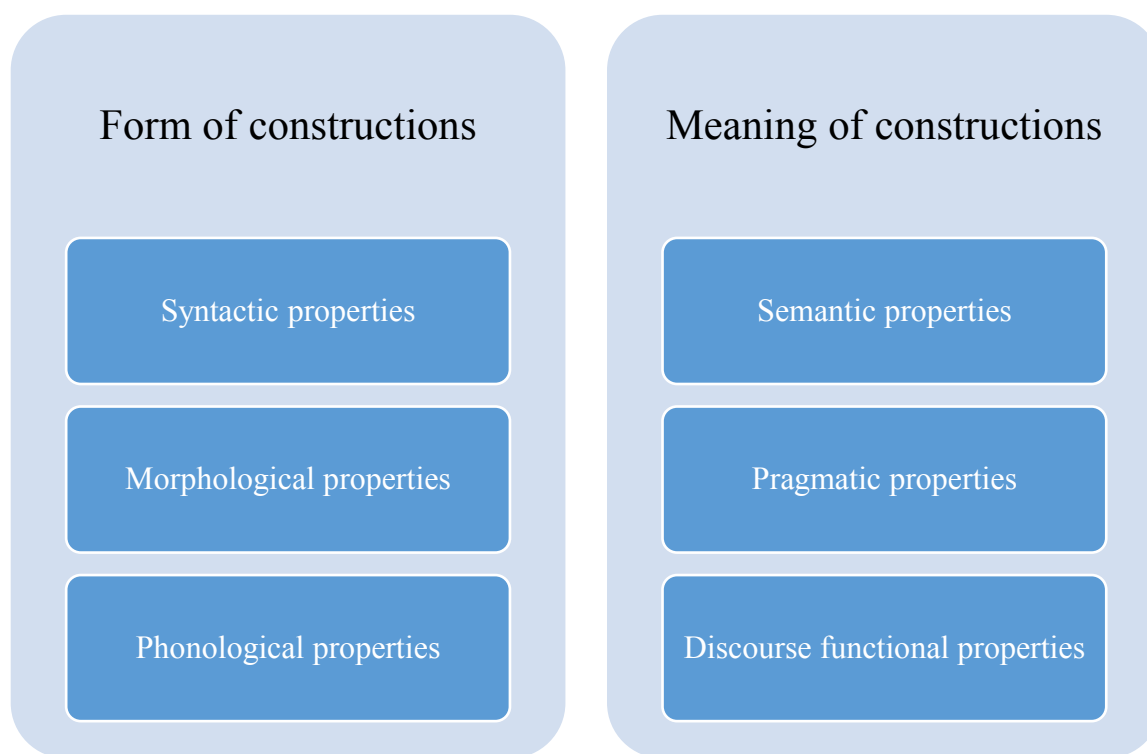 Form of constructions
Syntactic properties
Morphological properties
Phonological properties
Meaning of constructions
Semantic properties
Pragmatic properties
Discourse functional properties